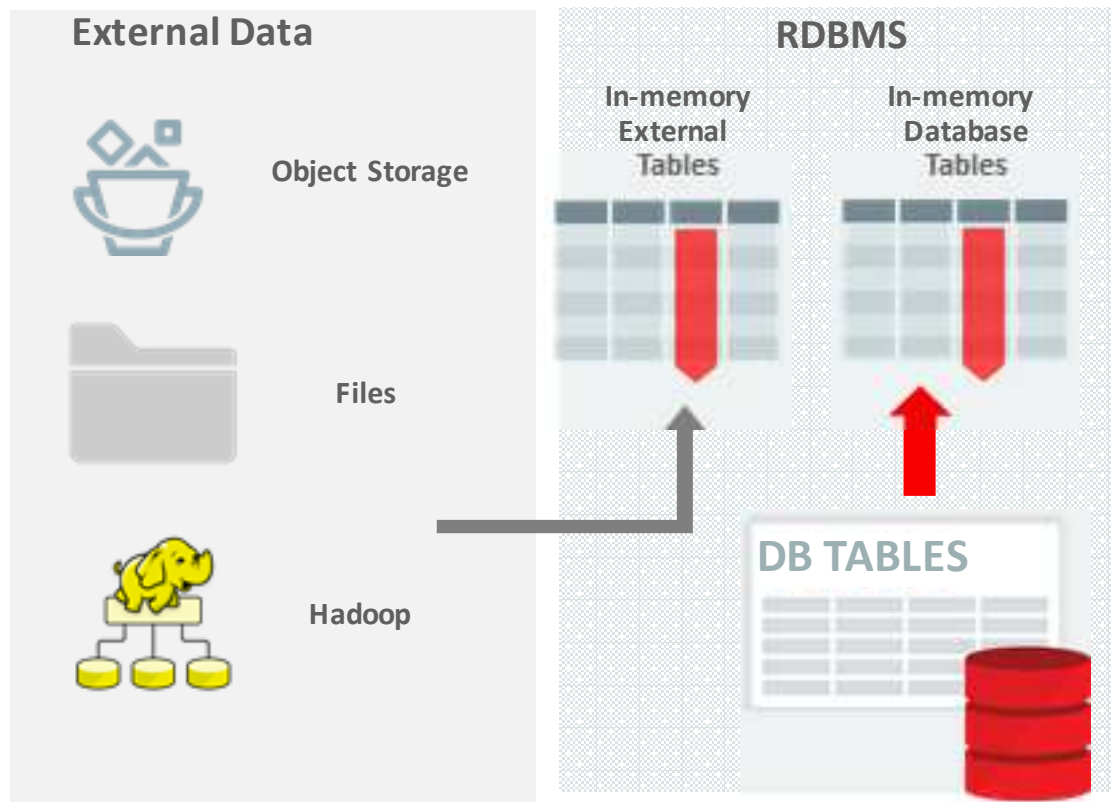 External Data
Object Storage
Files
Hadoop
RDBMS
In-memory
External
Tables
In-memory
Database
Tables
DB TABLES